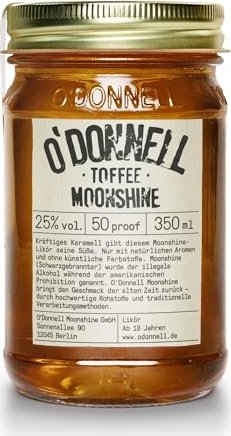 O'DONNELL
O'DONNELL
TOFFEE
MOONSHINE
25% vol. 50 proof 350 ml
Kräftiges Karamell gibt diesem Moonshine-
Likör seine Süße. Nur mit natürlichen Aromen
und ohne künstliche Farbstoffe. Moonshine
(Schwarzgebrannter) wurde der illegale
Alkohol während der amerikanischen
Prohibition genannt. O'Donnell Moonshine
bringt den Geschmack der alten Zeit zurück -
durch hochwertige Rohstoffe und traditionelle
Verarbeitungsmethoden.
O'Donnell Moonshine GmbH Likör
Sonnenallee 90 Ab 18 Jahren
12045 Berlin www.odonnell.de